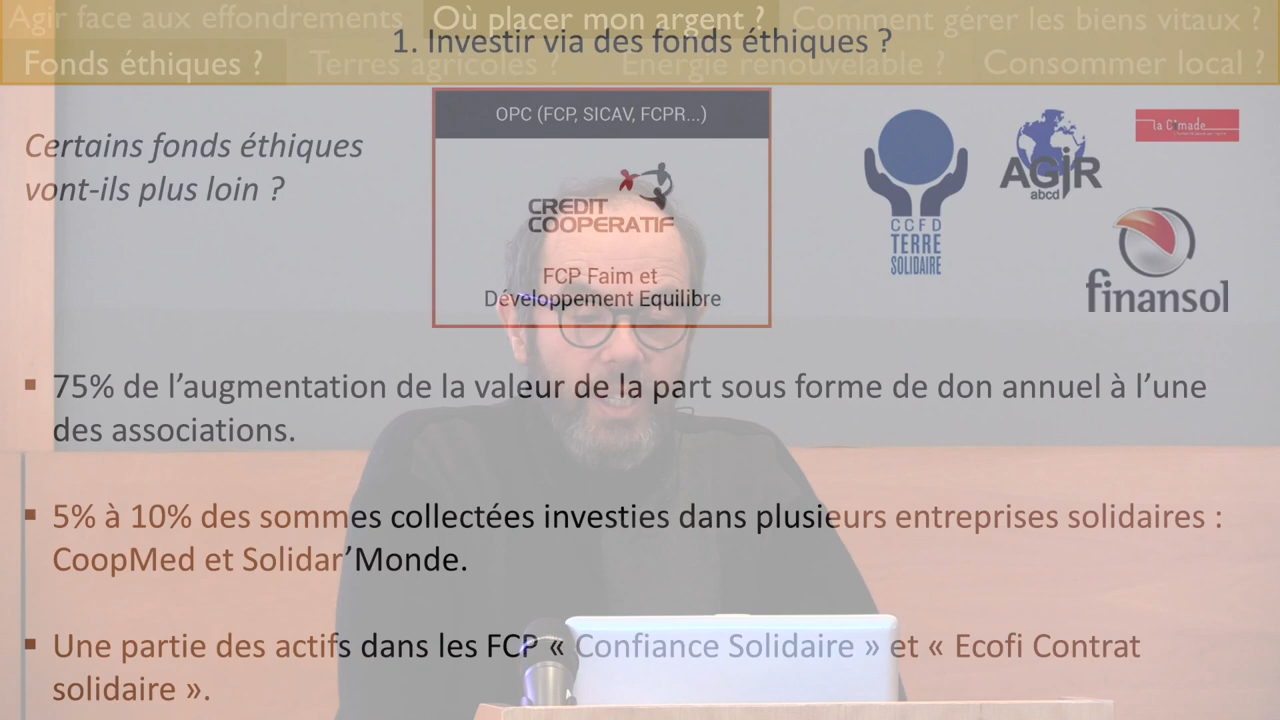 Agir face aux effondrements
Où placer mon argent ?
Comment gérer les biens vitaux ?
1. Investir via des fonds éthiques ?
Fonds éthiques ?
Terres agricoles ?
Energie renouvelable ?
Consommer local ?
Certains fonds éthiques
vont-ils plus loin ?
OPC (FCP, SICAV, FCPR...)
CREDIT
COOPERATIF
FCP Faim et
Développement Equilibre
CCFD
TERRE
SOLIDAIRE
AGIR
abcd
la Cimade
finansol
▪ 75% de l’augmentation de la valeur de la part sous forme de don annuel à l’une
des associations.
▪ 5% à 10% des sommes collectées investies dans plusieurs entreprises solidaires :
CoopMed et Solidar’Monde.
▪ Une partie des actifs dans les FCP « Confiance Solidaire » et « Ecofi Contrat
solidaire ».